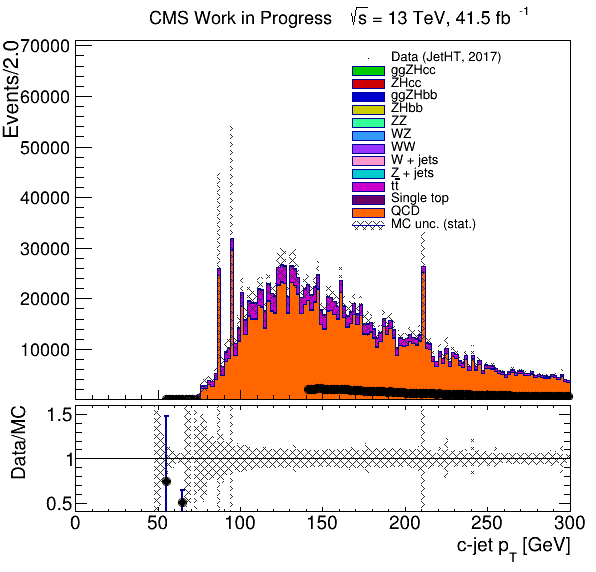 CMS Work in Progress √s = 13 TeV, 41.5 fb⁻¹
Events/2.0
70000
60000
50000
40000
30000
20000
10000
Data (JetHT, 2017)
ggZHcc
ZHcc
ggZHbb
ZHbb
ZZ
WZ
WW
W + jets
Z + jets
tt̅
Single top
QCD
MC unc. (stat.)
Data/MC
1.5
1
0.5
0 50 100 150 200 250 300
c-jet p_T [GeV]